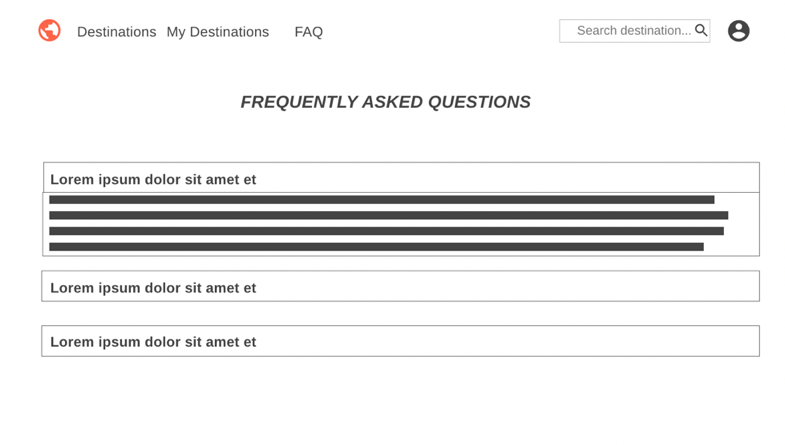 Destinations My Destinations FAQ Search destination...
FREQUENTLY ASKED QUESTIONS
Lorem ipsum dolor sit amet et
Lorem ipsum dolor sit amet et
Lorem ipsum dolor sit amet et